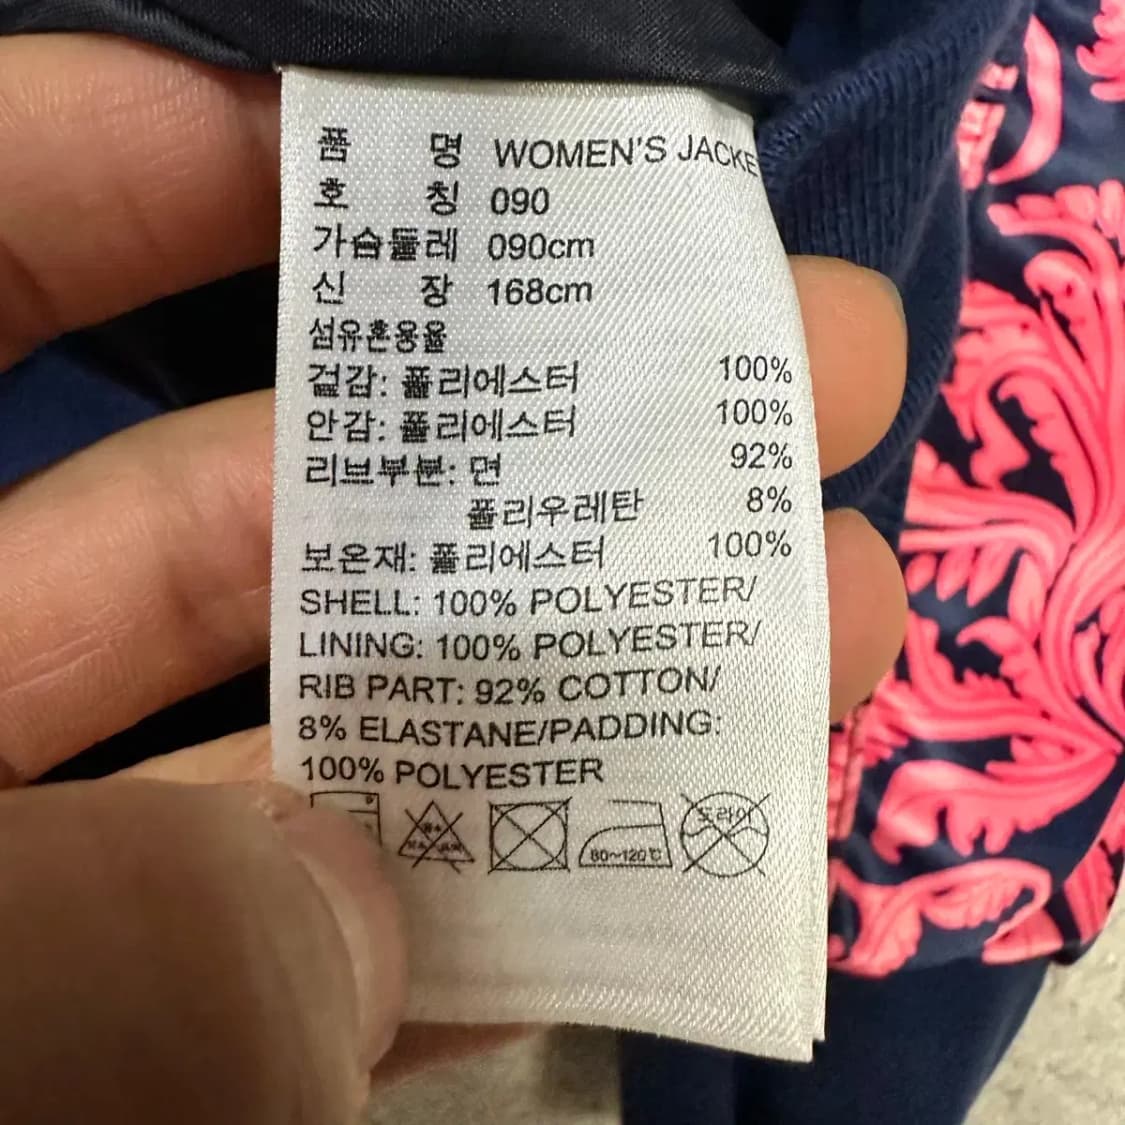 품 명 WOMEN'S JACKE
호 칭 090
가슴둘레 090cm
신 장 168cm
섬유혼용율
겉감: 폴리에스터 100%
안감: 폴리에스터 100%
리브부분: 면 92%
폴리우레탄 8%
보온재: 폴리에스터 100%
SHELL: 100% POLYESTER/
LINING: 100% POLYESTER/
RIB PART: 92% COTTON/
8% ELASTANE/PADDING:
100% POLYESTER
80~120℃ 드라이